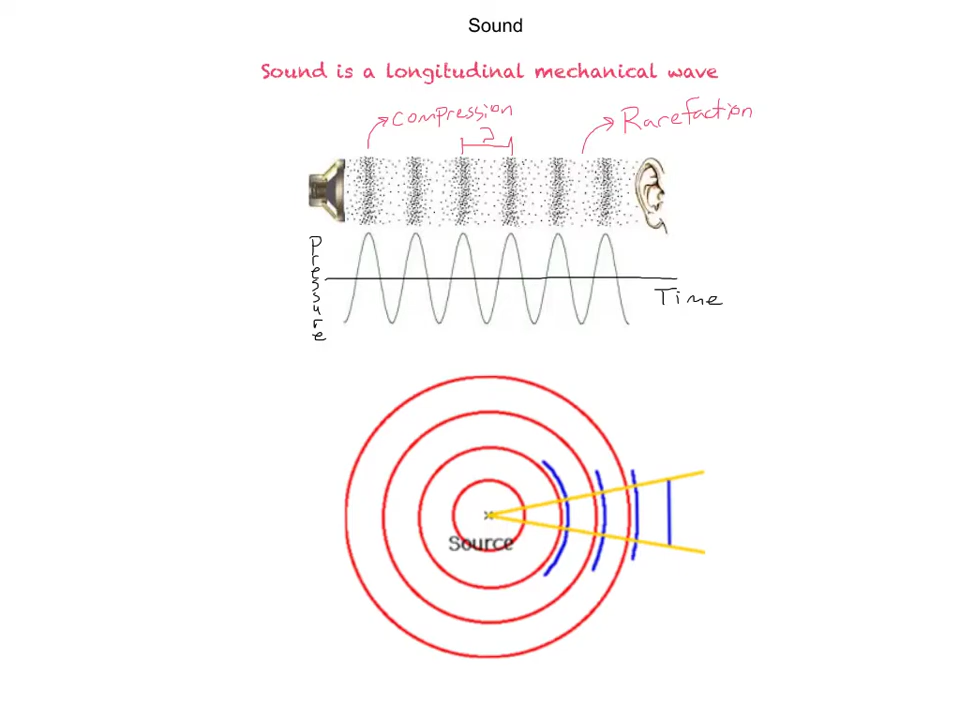 Sound
Sound is a longitudinal mechanical wave
Compression
Rarefaction
λ
Pressure
Time
Source